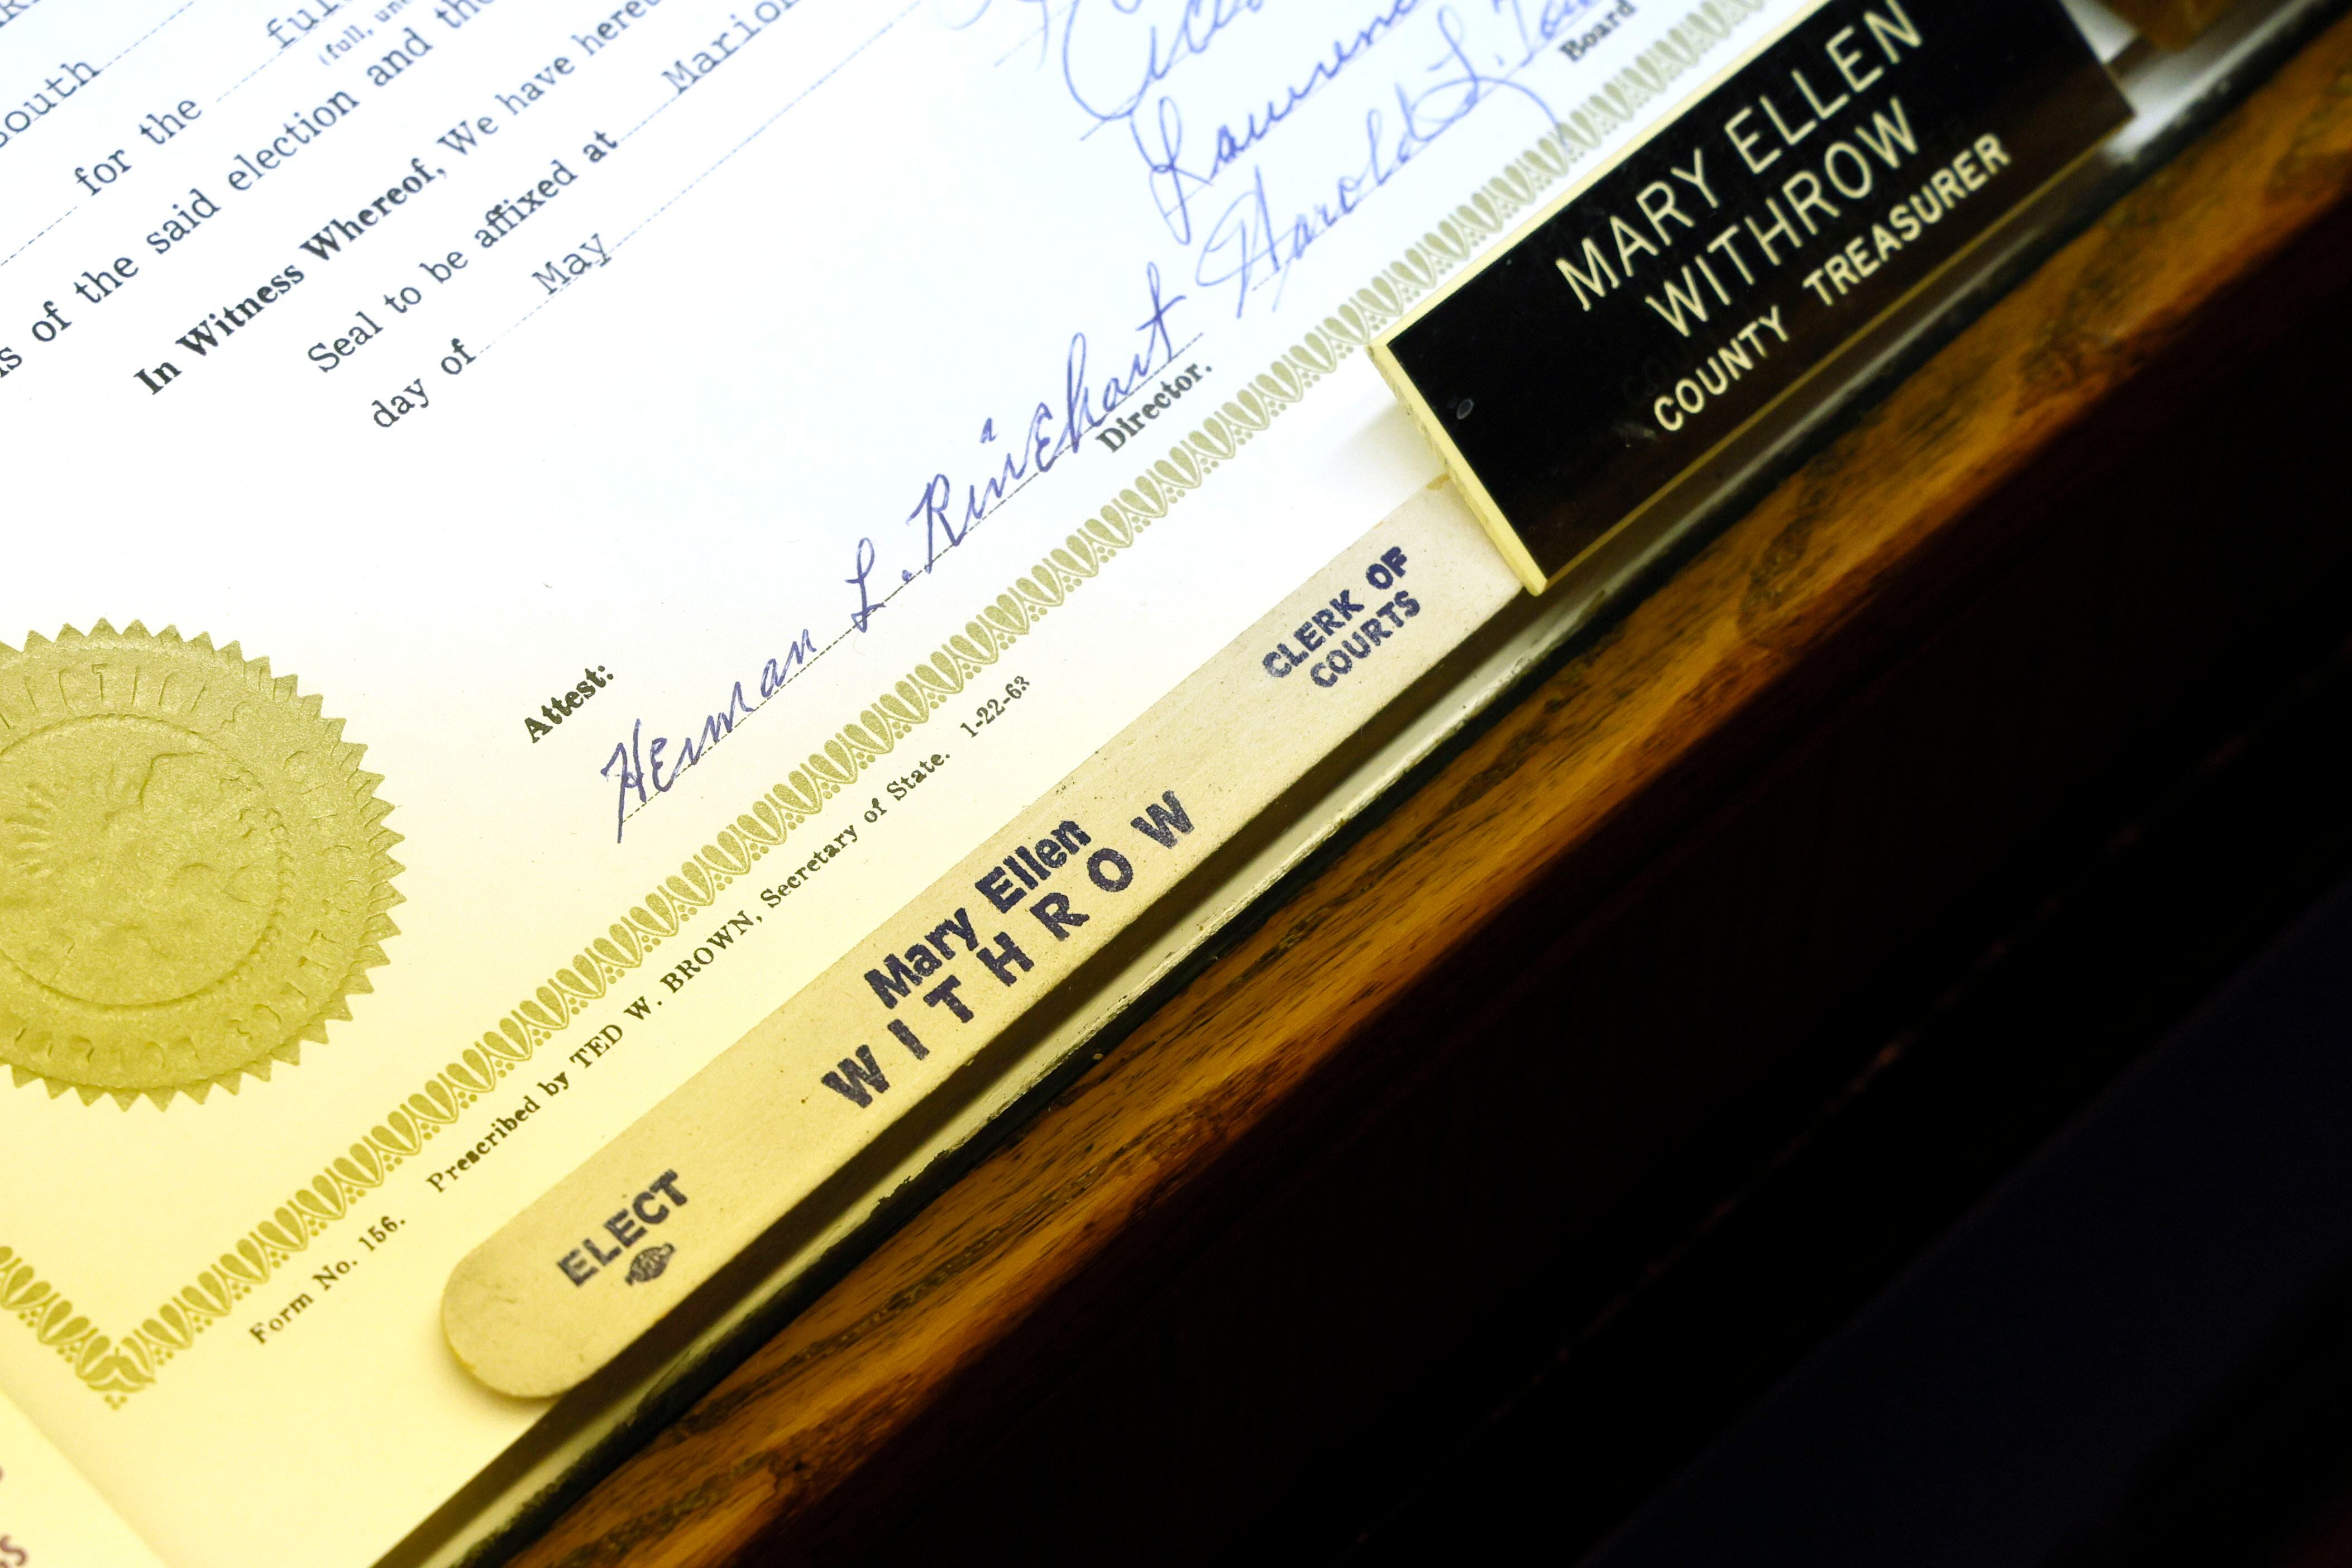 South
for the
(full,
s of the said election and the
In Witness Whereof, We have
Seal to be affixed at Marion
day of May
Attest:
Herman L. Rinehart
Director.
Harold L.
Board
Form No. 156. Prescribed by TED W. BROWN, Secretary of State. 1-22-63
MARY ELLEN
WITHROW
COUNTY TREASURER
ELECT
Mary Ellen
WITHROW
CLERK OF
COURTS